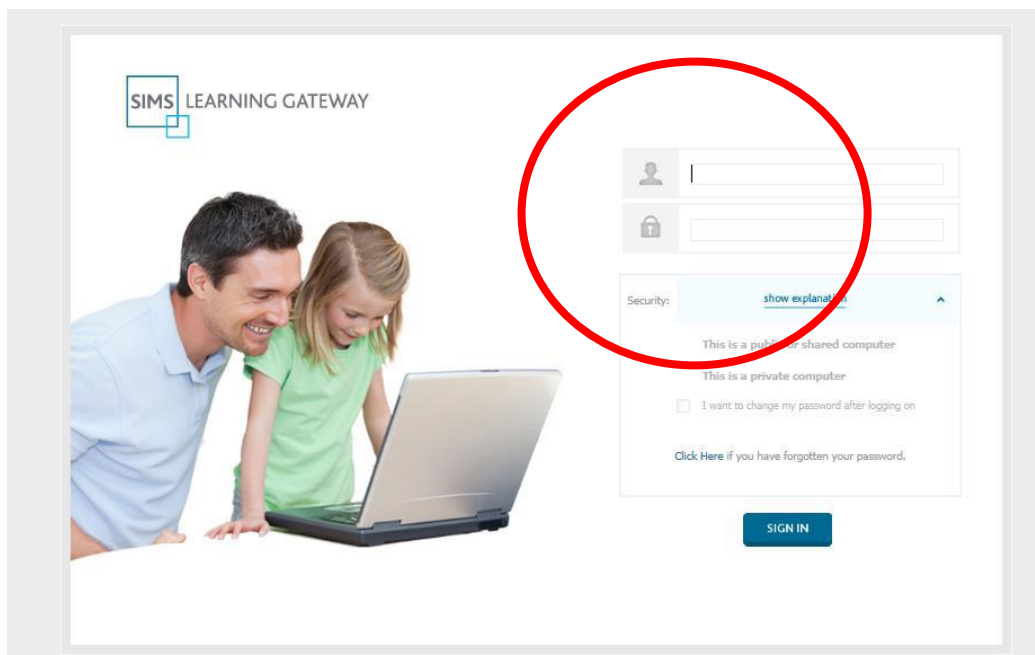 SIMS LEARNING GATEWAY
Security: show explanation
This is a public or shared computer
This is a private computer
I want to change my password after logging on
Click Here if you have forgotten your password.
SIGN IN